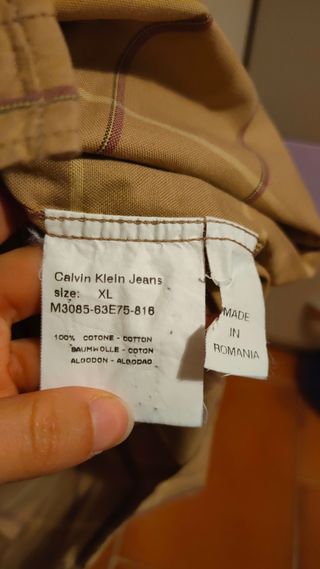 Calvin Klein Jeans
size: XL
M3085-63E75-816
100% COTONE - COTTON
BAUMWOLLE - COTON
ALGODON - ALGODAO
MADE
IN
ROMANIA